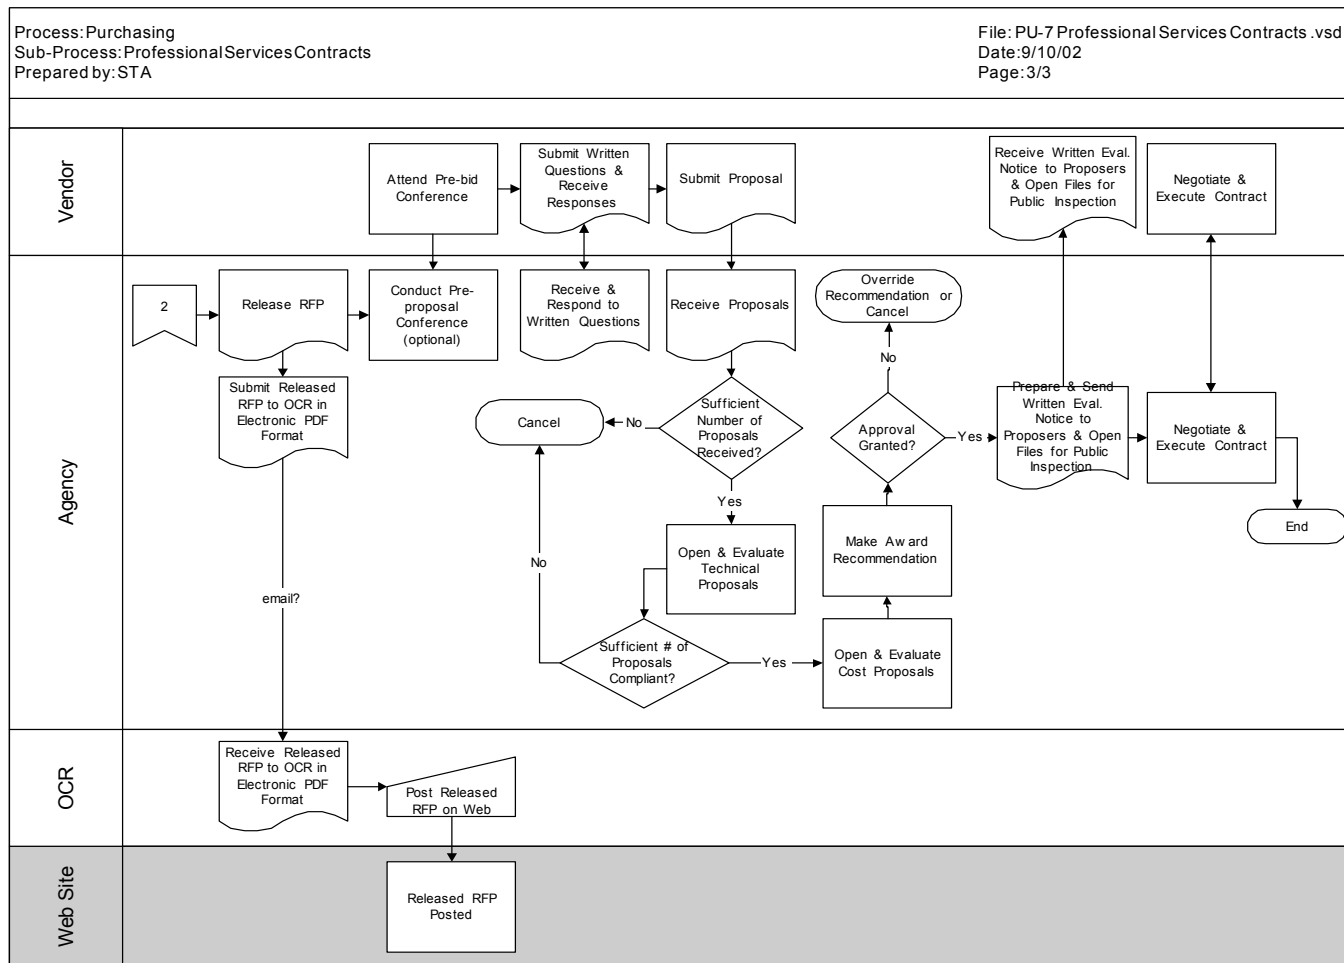 Process: Purchasing
Sub-Process: Professional Services Contracts
Prepared by: STA
File: PU-7 Professional Services Contracts .vsd
Date: 9/10/02
Page: 3/3
Vendor
Attend Pre-bid
Conference
Submit Written
Questions &
Receive
Responses
Submit Proposal
Receive Written Eval.
Notice to Proposers
& Open Files for
Public Inspection
Negotiate &
Execute Contract
Agency
2
Release RFP
Conduct Pre-
proposal
Conference
(optional)
Receive &
Respond to
Written Questions
Receive Proposals
Override
Recommendation or
Cancel
No
Submit Released
RFP to OCR in
Electronic PDF
Format
Cancel
No
Sufficient
Number of
Proposals
Received?
Approval
Granted?
Yes
Prepare & Send
Written Eval.
Notice to
Proposers & Open
Files for Public
Inspection
Negotiate &
Execute Contract
Yes
End
No
Open & Evaluate
Technical
Proposals
Make Award
Recommendation
email?
Sufficient # of
Proposals
Compliant?
Yes
Open & Evaluate
Cost Proposals
OCR
Receive Released
RFP to OCR in
Electronic PDF
Format
Post Released
RFP on Web
Web Site
Released RFP
Posted